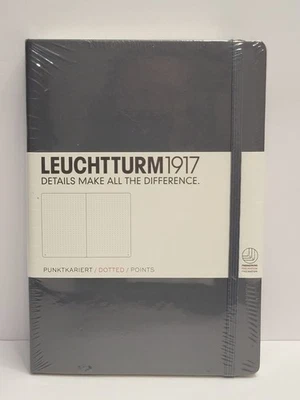 LEUCHTTURM1917
DETAILS MAKE ALL THE DIFFERENCE.
PUNKTKARIERT / DOTTED / POINTS